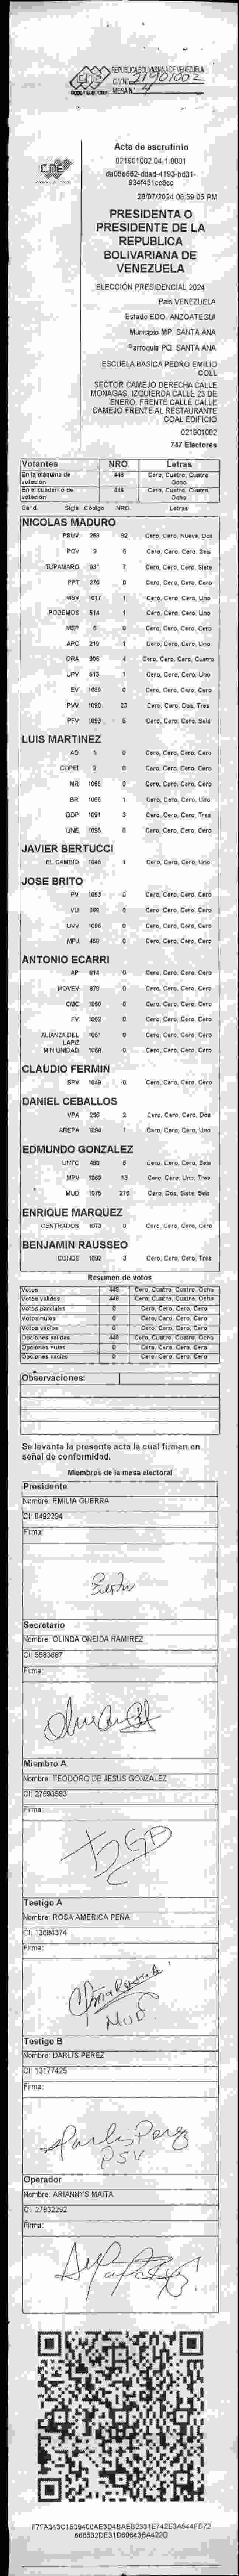 REPUBLICA BOLIVARIANA DE VENEZUELA
C.V.N° 21901002
MESA N° 4
CNE
Acta de escrutinio
021901002.04.1.0001
28/07/2024 08:59:05 PM
PRESIDENTA O
PRESIDENTE DE LA
REPUBLICA
BOLIVARIANA DE
VENEZUELA
ELECCIÓN PRESIDENCIAL 2024
País VENEZUELA
Estado EDO. ANZOATEGUI
Municipio MP. SANTA ANA
Parroquia PQ. SANTA ANA
ESCUELA BASICA PEDRO EMILIO
COLL
SECTOR CAMEJO DERECHA CALLE
MONAGAS. IZQUIERDA CALLE 23 DE
ENERO. FRENTE CALLE CALLE
CAMEJO FRENTE AL RESTAURANTE
COAL EDIFICIO
021901002
747 Electores
Votantes NRO. Letras
En la máquina de votación 448 Cero, Cuatro, Cuatro, Ocho
En el cuaderno de votación 448 Cero, Cuatro, Cuatro, Ocho
Cand. Sigla Código NRO. Letras
NICOLAS MADURO
PSUV 268 92 Cero, Cero, Nueve, Dos
PCV 9 6 Cero, Cero, Cero, Seis
TUPAMARO 931 7 Cero, Cero, Cero, Siete
PPT 276 0 Cero, Cero, Cero, Cero
MSV 1017 1 Cero, Cero, Cero, Uno
PODEMOS 514 1 Cero, Cero, Cero, Uno
MEP 6 0 Cero, Cero, Cero, Cero
APC 219 1 Cero, Cero, Cero, Uno
ORA 906 4 Cero, Cero, Cero, Cuatro
UPV 613 1 Cero, Cero, Cero, Uno
EV 1089 0 Cero, Cero, Cero, Cero
PVV 1090 23 Cero, Cero, Dos, Tres
PFV 1093 6 Cero, Cero, Cero, Seis
LUIS MARTINEZ
AD 1 0 Cero, Cero, Cero, Cero
COPEI 2 0 Cero, Cero, Cero, Cero
MR 1065 0 Cero, Cero, Cero, Cero
BR 1066 1 Cero, Cero, Cero, Uno
DDP 1091 3 Cero, Cero, Cero, Tres
UNE 1095 0 Cero, Cero, Cero, Cero
JAVIER BERTUCCI
EL CAMBIO 1048 1 Cero, Cero, Cero, Uno
JOSE BRITO
PV 1053 0 Cero, Cero, Cero, Cero
VU 988 0 Cero, Cero, Cero, Cero
UVV 1096 0 Cero, Cero, Cero, Cero
MPJ 459 0 Cero, Cero, Cero, Cero
ANTONIO ECARRI
AP 814 0 Cero, Cero, Cero, Cero
MOVEV 876 0 Cero, Cero, Cero, Cero
CMC 1050 0 Cero, Cero, Cero, Cero
FV 1062 0 Cero, Cero, Cero, Cero
ALIANZA DEL LAPIZ 1061 0 Cero, Cero, Cero, Cero
MIN UNIDAD 1069 0 Cero, Cero, Cero, Cero
CLAUDIO FERMIN
SPV 1049 0 Cero, Cero, Cero, Cero
DANIEL CEBALLOS
VPA 238 2 Cero, Cero, Cero, Dos
AREPA 1084 1 Cero, Cero, Cero, Uno
EDMUNDO GONZALEZ
UNTC 460 6 Cero, Cero, Cero, Seis
MPV 1069 13 Cero, Cero, Uno, Tres
MUD 1075 276 Cero, Dos, Siete, Seis
ENRIQUE MARQUEZ
CENTRADOS 1073 0 Cero, Cero, Cero, Cero
BENJAMIN RAUSSEO
CONDE 1092 3 Cero, Cero, Cero, Tres
Resumen de votos
Votos 448 Cero, Cuatro, Cuatro, Ocho
Votos validos 448 Cero, Cuatro, Cuatro, Ocho
Votos parciales 0 Cero, Cero, Cero, Cero
Votos nulos 0 Cero, Cero, Cero, Cero
Votos vacios 0 Cero, Cero, Cero, Cero
Opciones validas 448 Cero, Cuatro, Cuatro, Ocho
Opciones nulas 0 Cero, Cero, Cero, Cero
Opciones vacias 0 Cero, Cero, Cero, Cero
Observaciones:
Se levanta la presente acta la cual firman en
señal de conformidad.
Miembros de la mesa electoral
Presidente
Nombre: EMILIA GUERRA
CI: 8492294
Firma:
Secretario
Nombre: OLINDA ONEIDA RAMIREZ
CI: 5583687
Firma:
Miembro A
Nombre: TEODORO DE JESUS GONZALEZ
CI: 27593583
Firma:
Testigo A
Nombre: ROSA AMERICA PEÑA
CI: 13684374
Firma:
MUD
Testigo B
Nombre: DARLIS PEREZ
CI: 13177425
Firma:
Darlis Perez
PSV
Operador
Nombre: ARIANNYS MAITA
CI: 27832292
Firma: